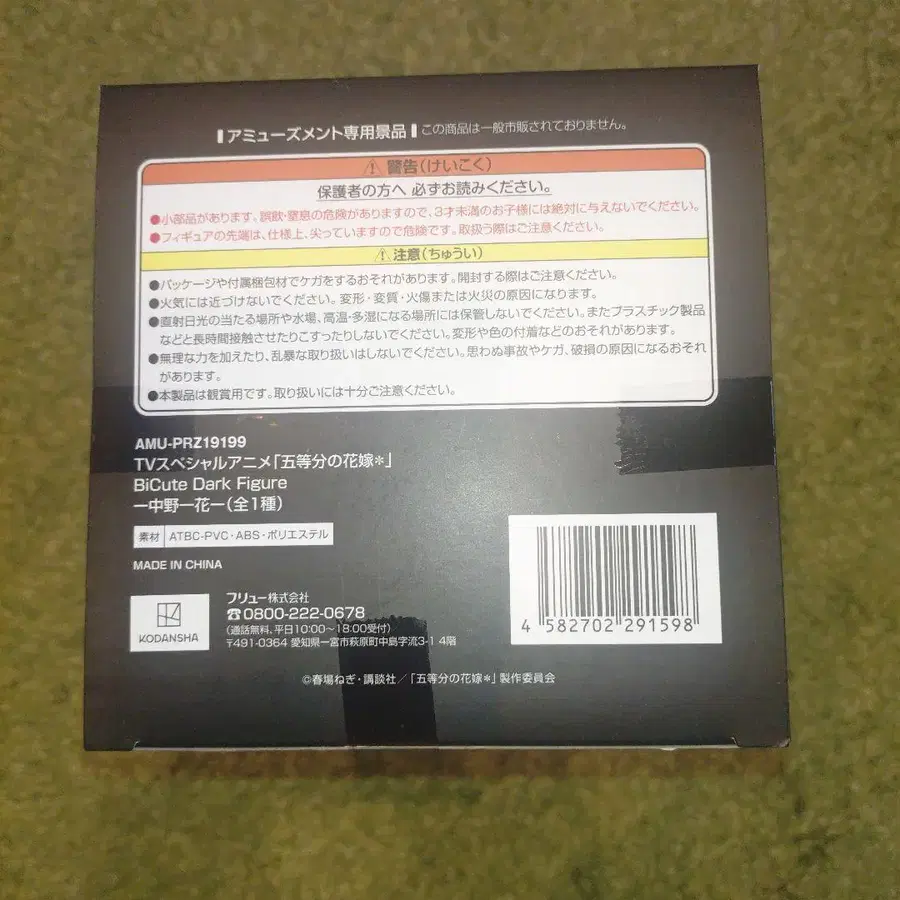 アミューズメント専用景品 この商品は一般市販されておりません。
⚠ 警告(けいこく)
保護者の方へ 必ずお読みください。
●小部品があります。誤飲・窒息の危険がありますので、3才未満のお子様には絶対に与えないでください。
●フィギュアの先端は、仕様上、尖っていますので危険です。取扱う際はご注意ください。
⚠ 注意(ちゅうい)
●パッケージや付属梱包材でケガをするおそれがあります。開封する際はご注意ください。
●火気には近づけないでください。変形・変質・火傷または火災の原因になります。
●直射日光の当たる場所や水場、高温・多湿になる場所には保管しないでください。またプラスチック製品
などと長時間接触させたりこすったりしないでください。変形や色の付着などのおそれがあります。
●無理な力を加えたり、乱暴な取り扱いはしないでください。思わぬ事故やケガ、破損の原因になるおそれ
があります。
●本製品は観賞用です。取り扱いには十分ご注意ください。
AMU-PRZ19199
TVスペシャルアニメ「五等分の花嫁*」
BiCute Dark Figure
ー中野一花ー(全1種)
素材 ATBC-PVC・ABS・ポリエステル
MADE IN CHINA
KODANSHA
フリュー株式会社
☎0800-222-0678
(通話無料、平日10:00〜18:00受付)
〒491-0364 愛知県一宮市萩原町中島字流3-1 4階
4 582702 291598
©春場ねぎ・講談社/「五等分の花嫁*」製作委員会